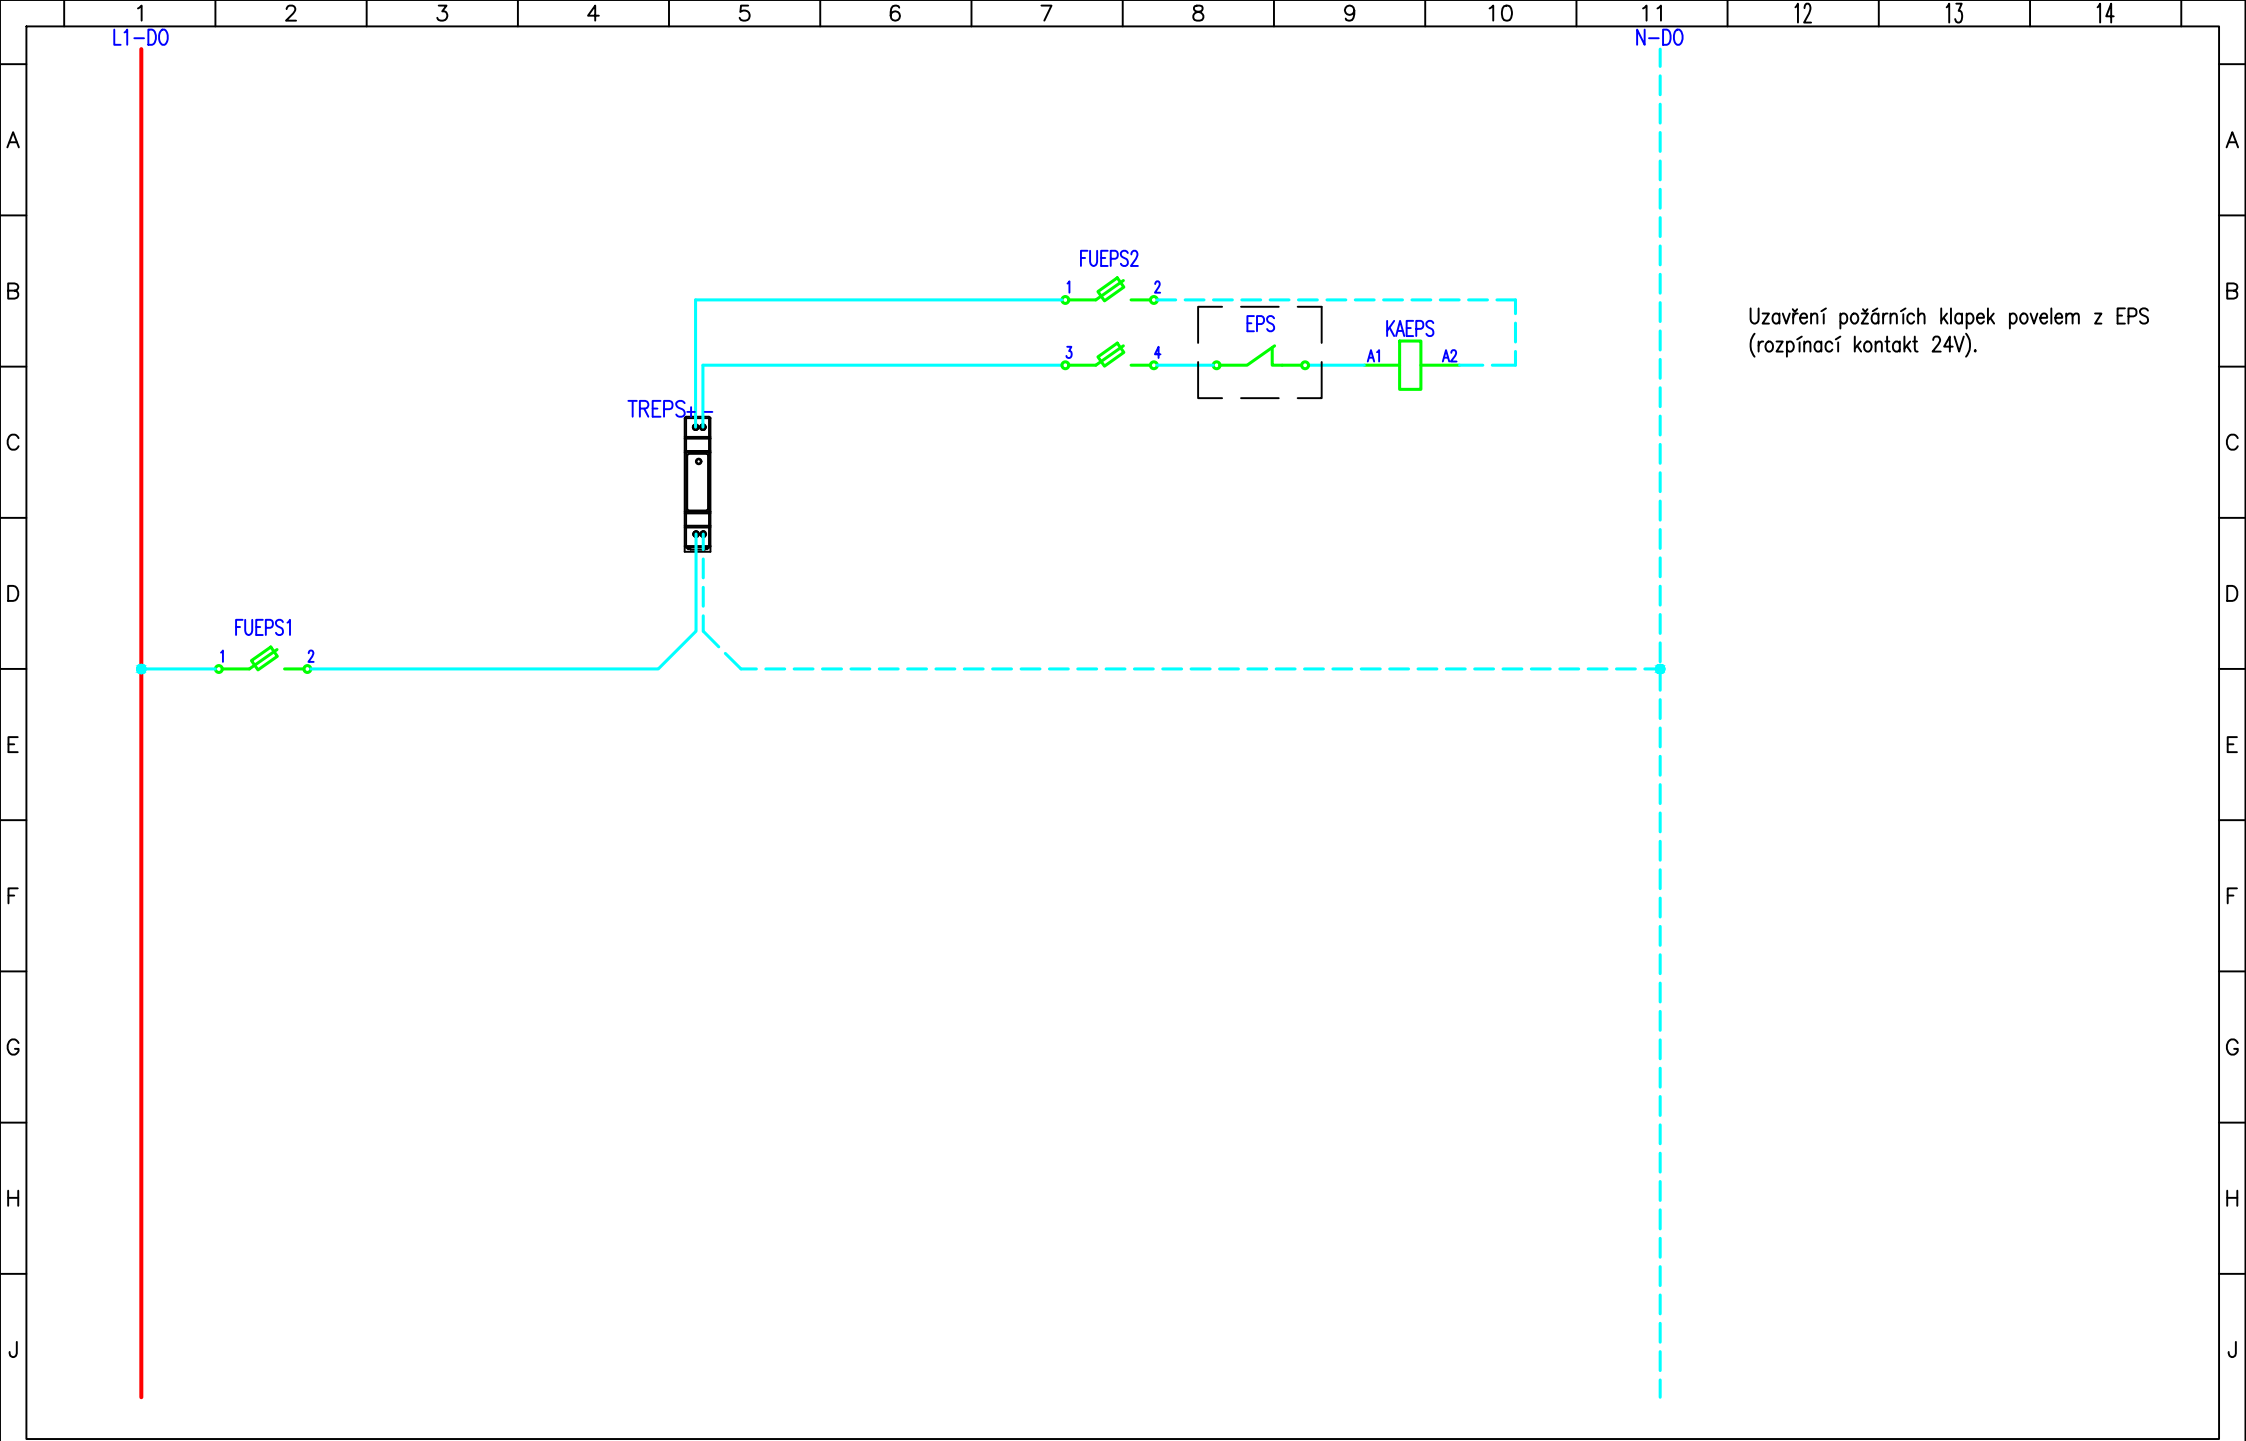 1 2 3 4 5 6 7 8 9 10 11 12 13 14
L1-DO N-DO
A A
FUEPS2
B 1 2 B
EPS KAEPS
Uzavření požárních klapek povelem z EPS
(rozpínací kontakt 24V).
3 4 A1 A2
TREPS+ -
C C
D D
FUEPS1
1 2
E E
F F
G G
H H
J J